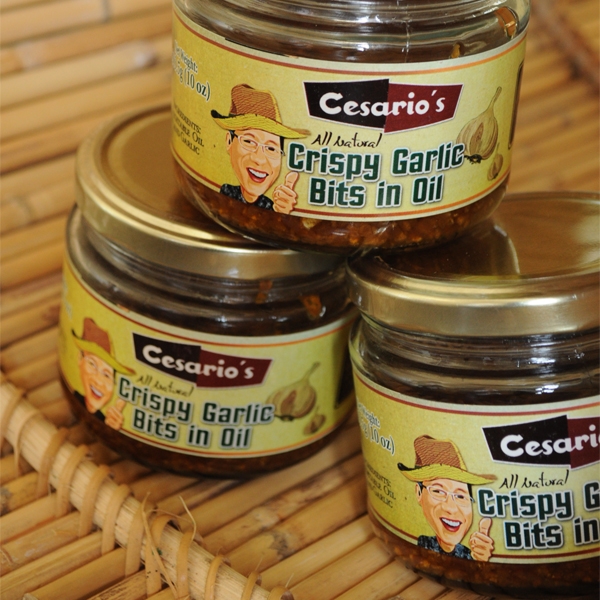 (10 oz)
Cesario's
All Natural
Crispy Garlic
Bits in Oil
Cesario's
All Natural
Crispy Garlic
Bits in Oil
(10 oz)
Cesario
All Natural
Crispy G
Bits in